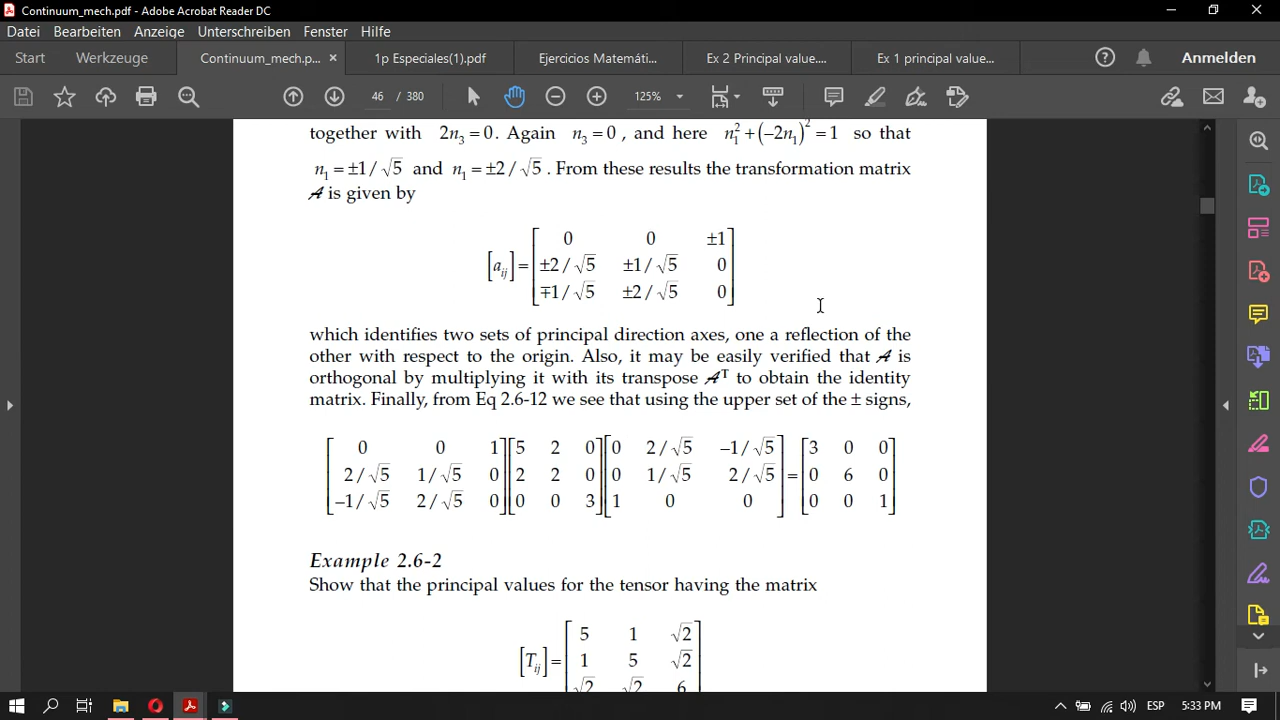 Continuum_mech.pdf - Adobe Acrobat Reader DC
Datei Bearbeiten Anzeige Unterschreiben Fenster Hilfe
Start Werkzeuge Continuum_mech.p... × 1p Especiales(1).pdf Ejercicios Matemáti... Ex 2 Principal value.... Ex 1 principal value... Anmelden
46 / 380 125%
together with 2n₃ = 0. Again n₃ = 0 , and here n₁² + (−2n₁)² = 1 so that
n₁ = ±1 / √5 and n₁ = ±2 / √5 . From these results the transformation matrix
𝒜 is given by
0 0 ±1
[aᵢⱼ] = ±2 / √5 ±1 / √5 0
∓1 / √5 ±2 / √5 0
which identifies two sets of principal direction axes, one a reflection of the
other with respect to the origin. Also, it may be easily verified that 𝒜 is
orthogonal by multiplying it with its transpose 𝒜ᵀ to obtain the identity
matrix. Finally, from Eq 2.6-12 we see that using the upper set of the ± signs,
[0 0 1] [5 2 0] [0 2 / √5 −1 / √5] [3 0 0]
[2 / √5 1 / √5 0] [2 2 0] [0 1 / √5 2 / √5] = [0 6 0]
[−1 / √5 2 / √5 0] [0 0 3] [1 0 0] [0 0 1]
Example 2.6-2
Show that the principal values for the tensor having the matrix
5 1 √2
[Tᵢⱼ] = 1 5 √2
√2 √2 6
ESP 5:33 PM